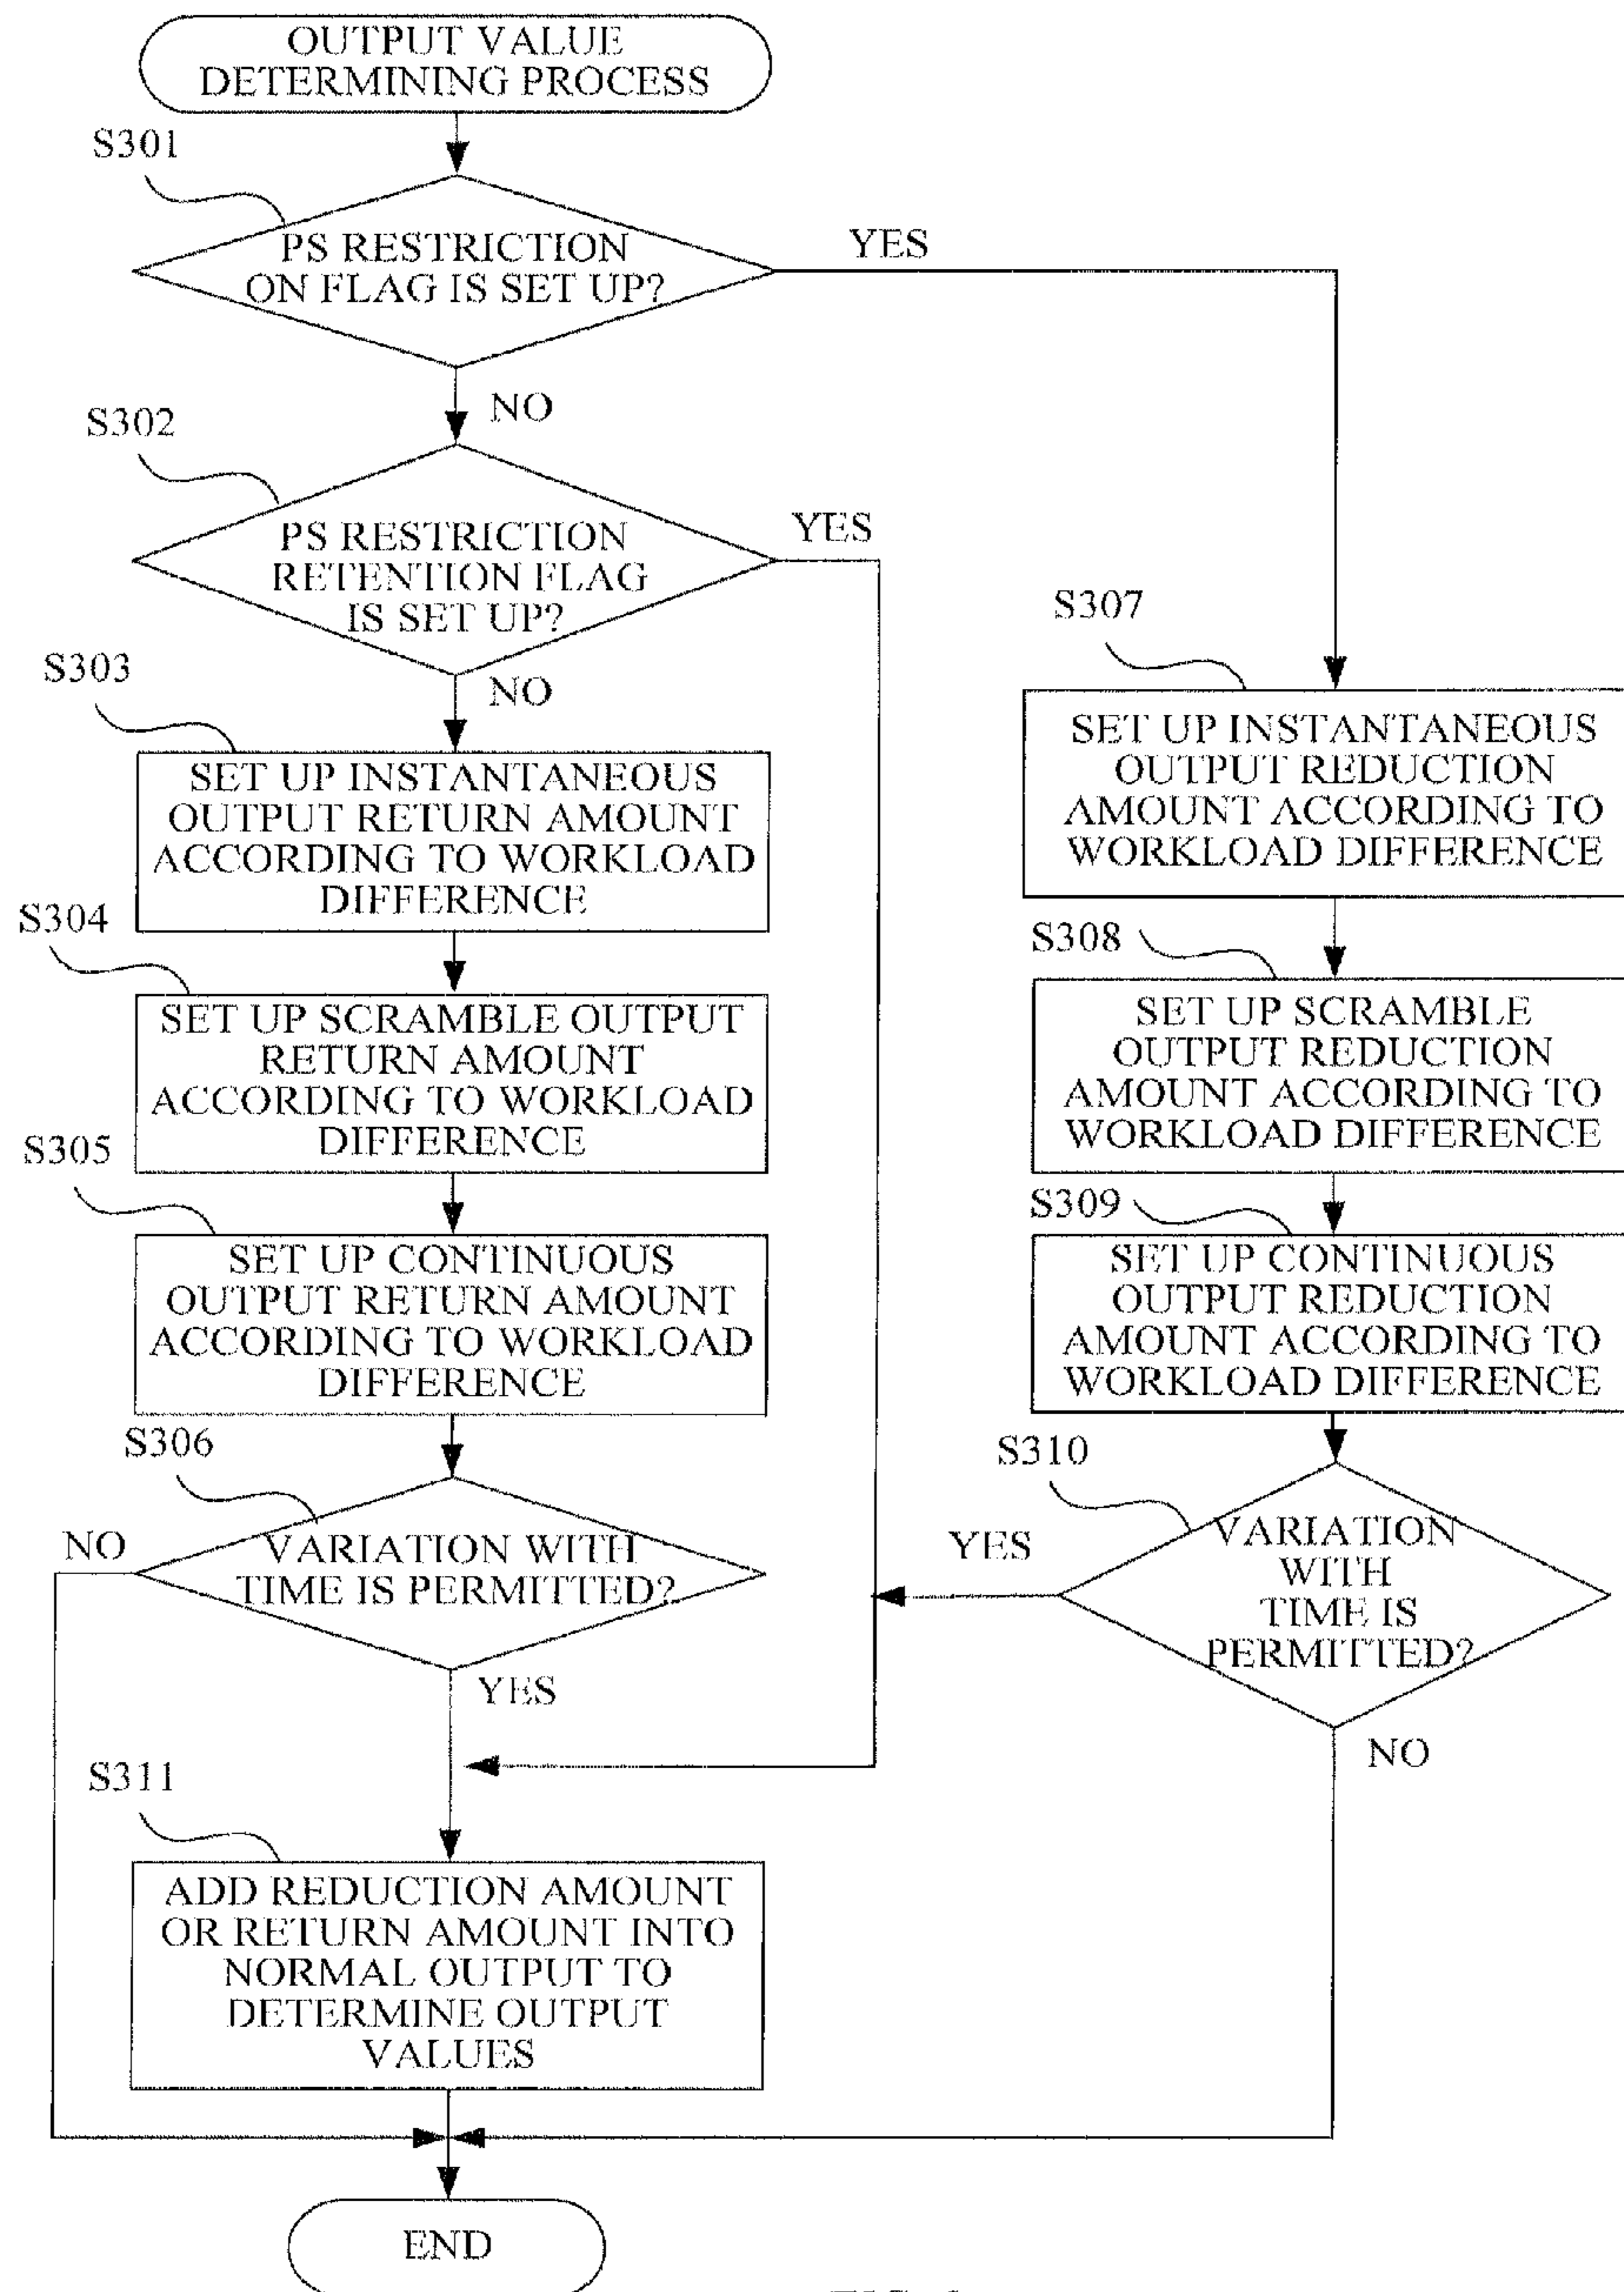 OUTPUT VALUE
DETERMINING PROCESS
S301
PS RESTRICTION
ON FLAG IS SET UP?
YES
NO
S302
PS RESTRICTION
RETENTION FLAG
IS SET UP?
YES
NO
S303
SET UP INSTANTANEOUS
OUTPUT RETURN AMOUNT
ACCORDING TO WORKLOAD
DIFFERENCE
S304
SET UP SCRAMBLE OUTPUT
RETURN AMOUNT
ACCORDING TO WORKLOAD
DIFFERENCE
S305
SET UP CONTINUOUS
OUTPUT RETURN AMOUNT
ACCORDING TO WORKLOAD
DIFFERENCE
S306
NO
VARIATION WITH
TIME IS PERMITTED?
YES
S307
SET UP INSTANTANEOUS
OUTPUT REDUCTION
AMOUNT ACCORDING TO
WORKLOAD DIFFERENCE
S308
SET UP SCRAMBLE
OUTPUT REDUCTION
AMOUNT ACCORDING TO
WORKLOAD DIFFERENCE
S309
SET UP CONTINUOUS
OUTPUT REDUCTION
AMOUNT ACCORDING TO
WORKLOAD DIFFERENCE
S310
YES
VARIATION
WITH
TIME IS
PERMITTED?
NO
S311
ADD REDUCTION AMOUNT
OR RETURN AMOUNT INTO
NORMAL OUTPUT TO
DETERMINE OUTPUT
VALUES
END